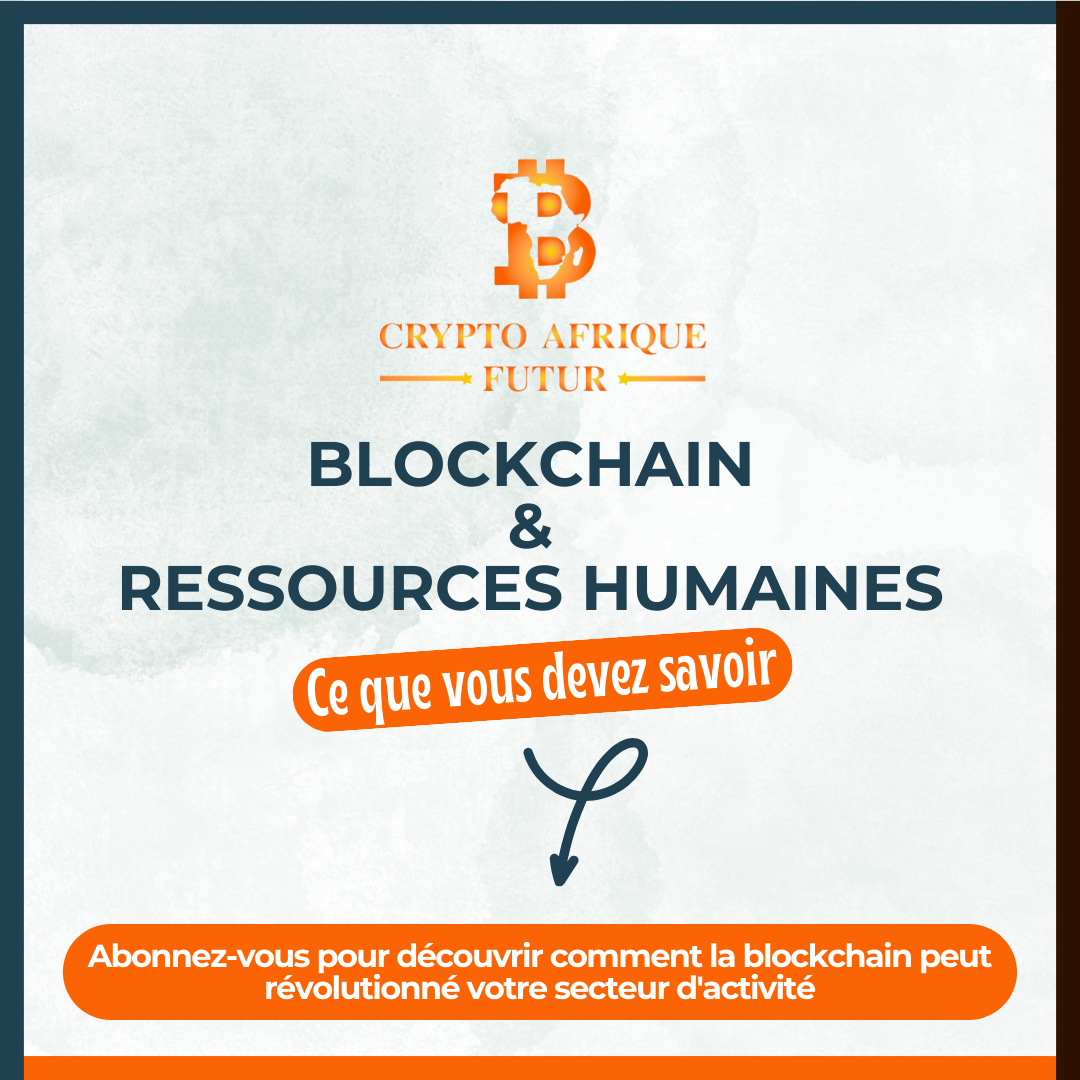 CRYPTO AFRIQUE
FUTUR
BLOCKCHAIN
&
RESSOURCES HUMAINES
Ce que vous devez savoir
Abonnez-vous pour découvrir comment la blockchain peut
révolutionné votre secteur d'activité